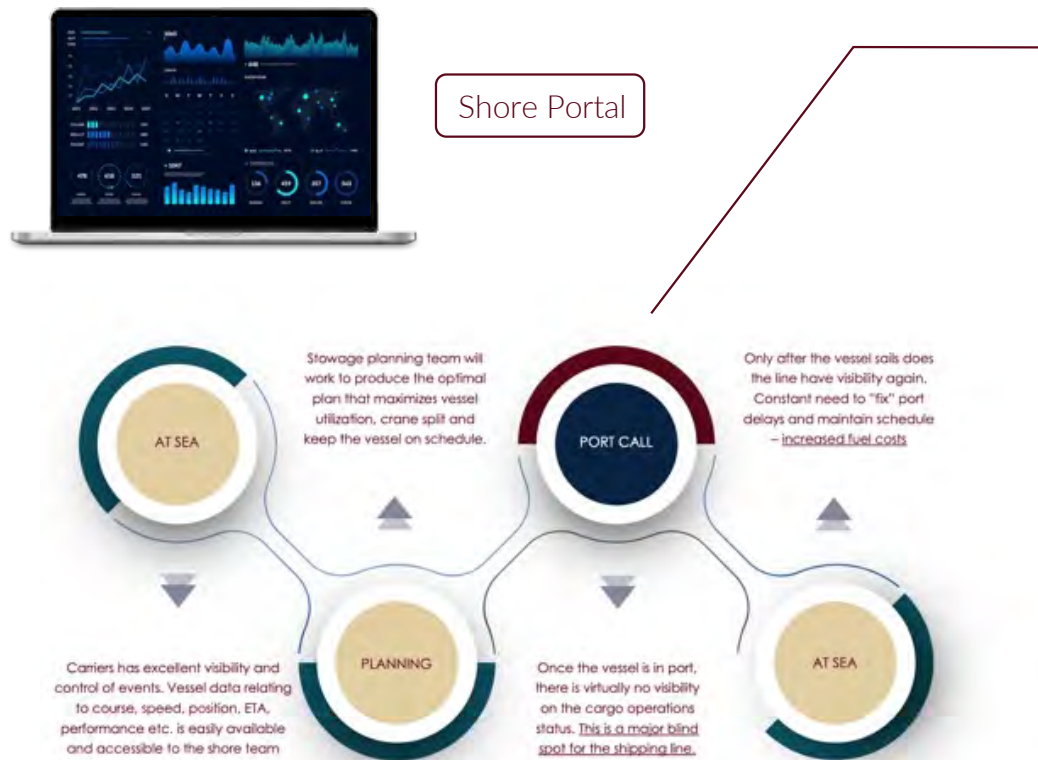 Shore Portal
AT SEA
Stowage planning team will
work to produce the optimal
plan that maximizes vessel
utilization, crane split and
keep the vessel on schedule.
PORT CALL
Only after the vessel sails does
the line have visibility again.
Constant need to "fix" port
delays and maintain schedule
– increased fuel costs
Carriers has excellent visibility and
control of events. Vessel data relating
to course, speed, position, ETA,
performance etc. is easily available
and accessible to the shore team
PLANNING
Once the vessel is in port,
there is virtually no visibility
on the cargo operations
status. This is a major blind
spot for the shipping line.
AT SEA